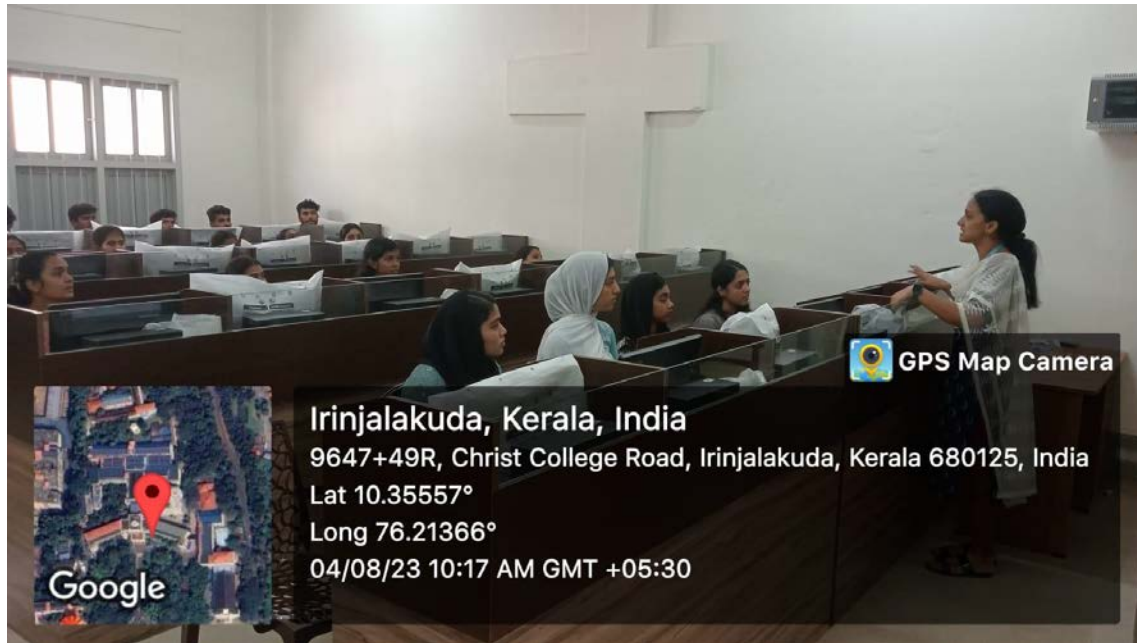 GPS Map Camera
Irinjalakuda, Kerala, India
9647+49R, Christ College Road, Irinjalakuda, Kerala 680125, India
Lat 10.35557°
Long 76.21366°
04/08/23 10:17 AM GMT +05:30
Google